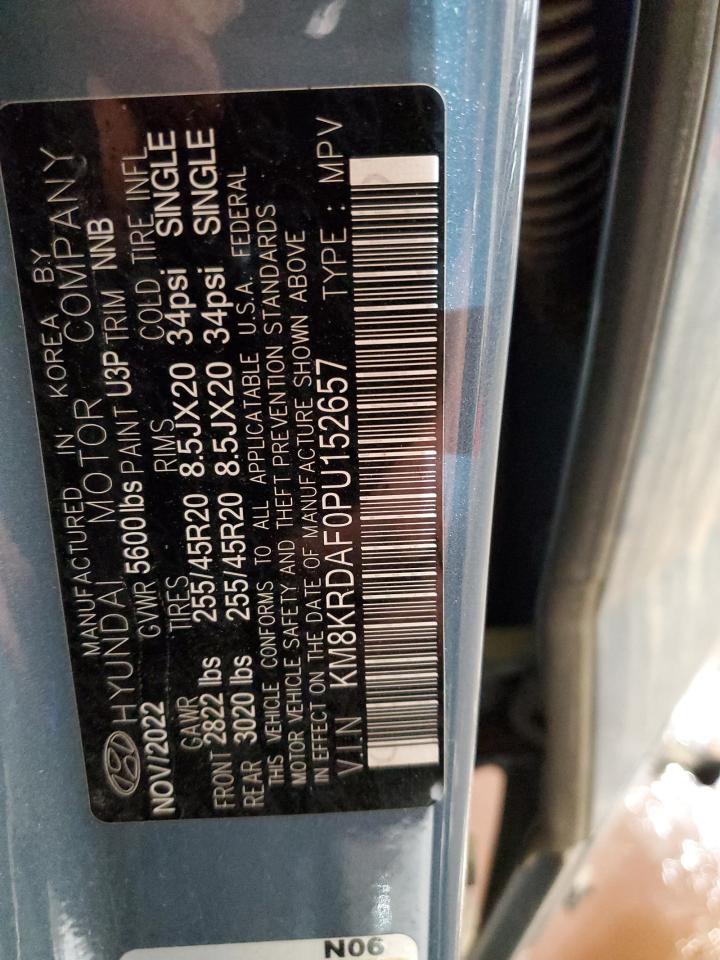 MANUFACTURED IN KOREA BY
HYUNDAI MOTOR COMPANY
NOV/2022 GVWR 5600lbs PAINT U3P TRIM NNB
GAWR TIRES RIMS COLD TIRE INFL
FRONT 2822 lbs 255/45R20 8.5JX20 34psi SINGLE
REAR 3020 lbs 255/45R20 8.5JX20 34psi SINGLE
THIS VEHICLE CONFORMS TO ALL APPLICATABLE U.S.A. FEDERAL
MOTOR VEHICLE SAFETY AND THEFT PREVENTION STANDARDS
IN EFFECT ON THE DATE OF MANUFACTURE SHOWN ABOVE
V.I.N KM8KRDAF0PU152657 TYPE : MPV
N06